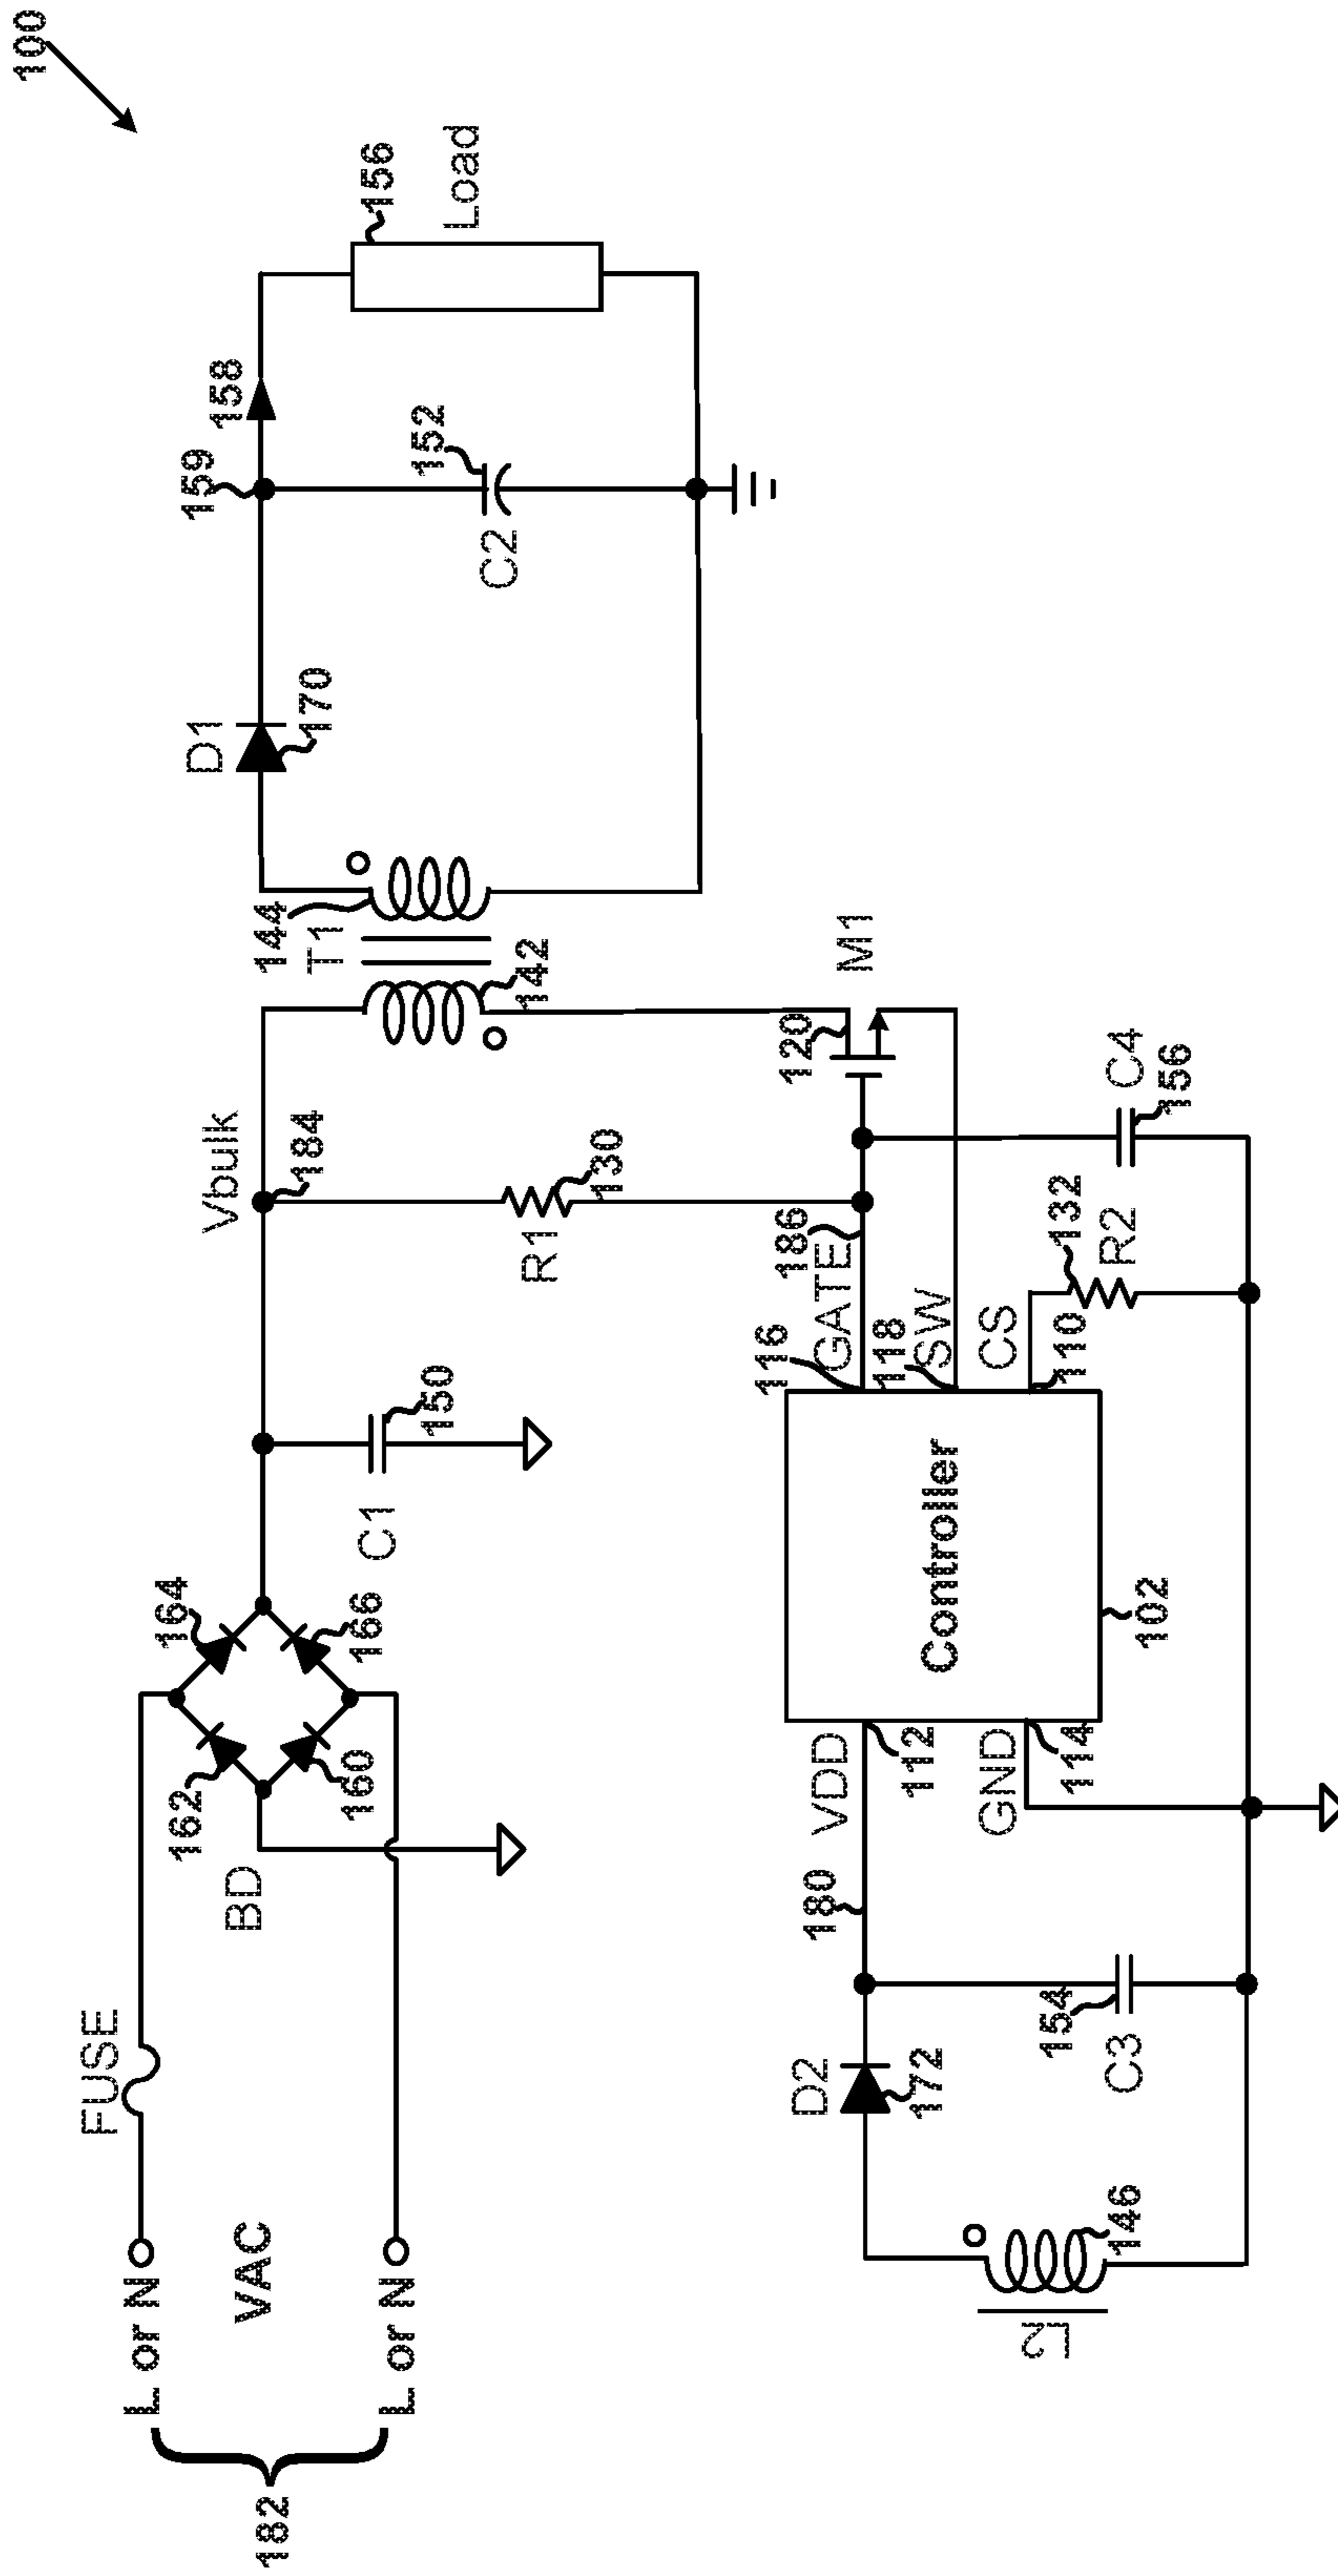 100
FUSE
L or N
VAC
L or N
182
BD
162
164
160
166
C1
150
Vbulk
184
R1
130
144
T1
142
D1
170
159
158
152
C2
156
Load
M1
120
186
116
GATE
118
SW
CS
110
132
R2
C4
156
Controller
102
VDD
112
GND
114
180
D2
172
154
C3
146
L2